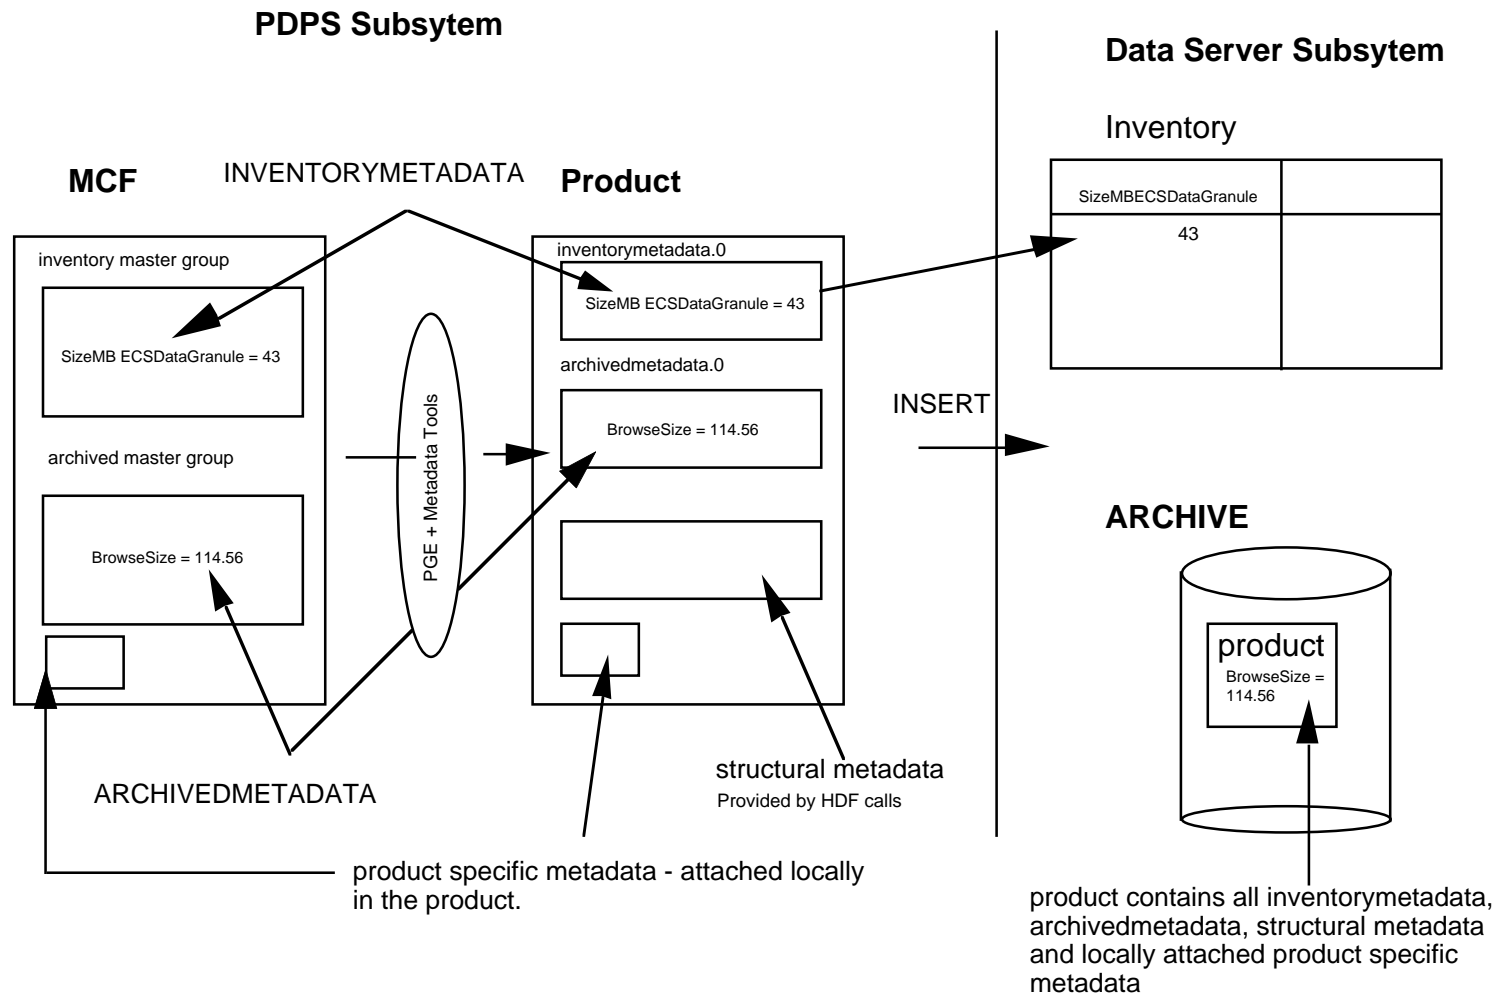 PDPS Subsytem
Data Server Subsytem
Inventory
INVENTORYMETADATA
MCF
Product
SizeMBECSDataGranule
43
inventory master group
SizeMB ECSDataGranule = 43
archived master group
BrowseSize = 114.56
PGE + Metadata Tools
inventorymetadata.0
SizeMB ECSDataGranule = 43
archivedmetadata.0
BrowseSize = 114.56
INSERT
ARCHIVE
product
BrowseSize =
114.56
structural metadata
Provided by HDF calls
ARCHIVEDMETADATA
product specific metadata - attached locally
in the product.
product contains all inventorymetadata,
archivedmetadata, structural metadata
and locally attached product specific
metadata